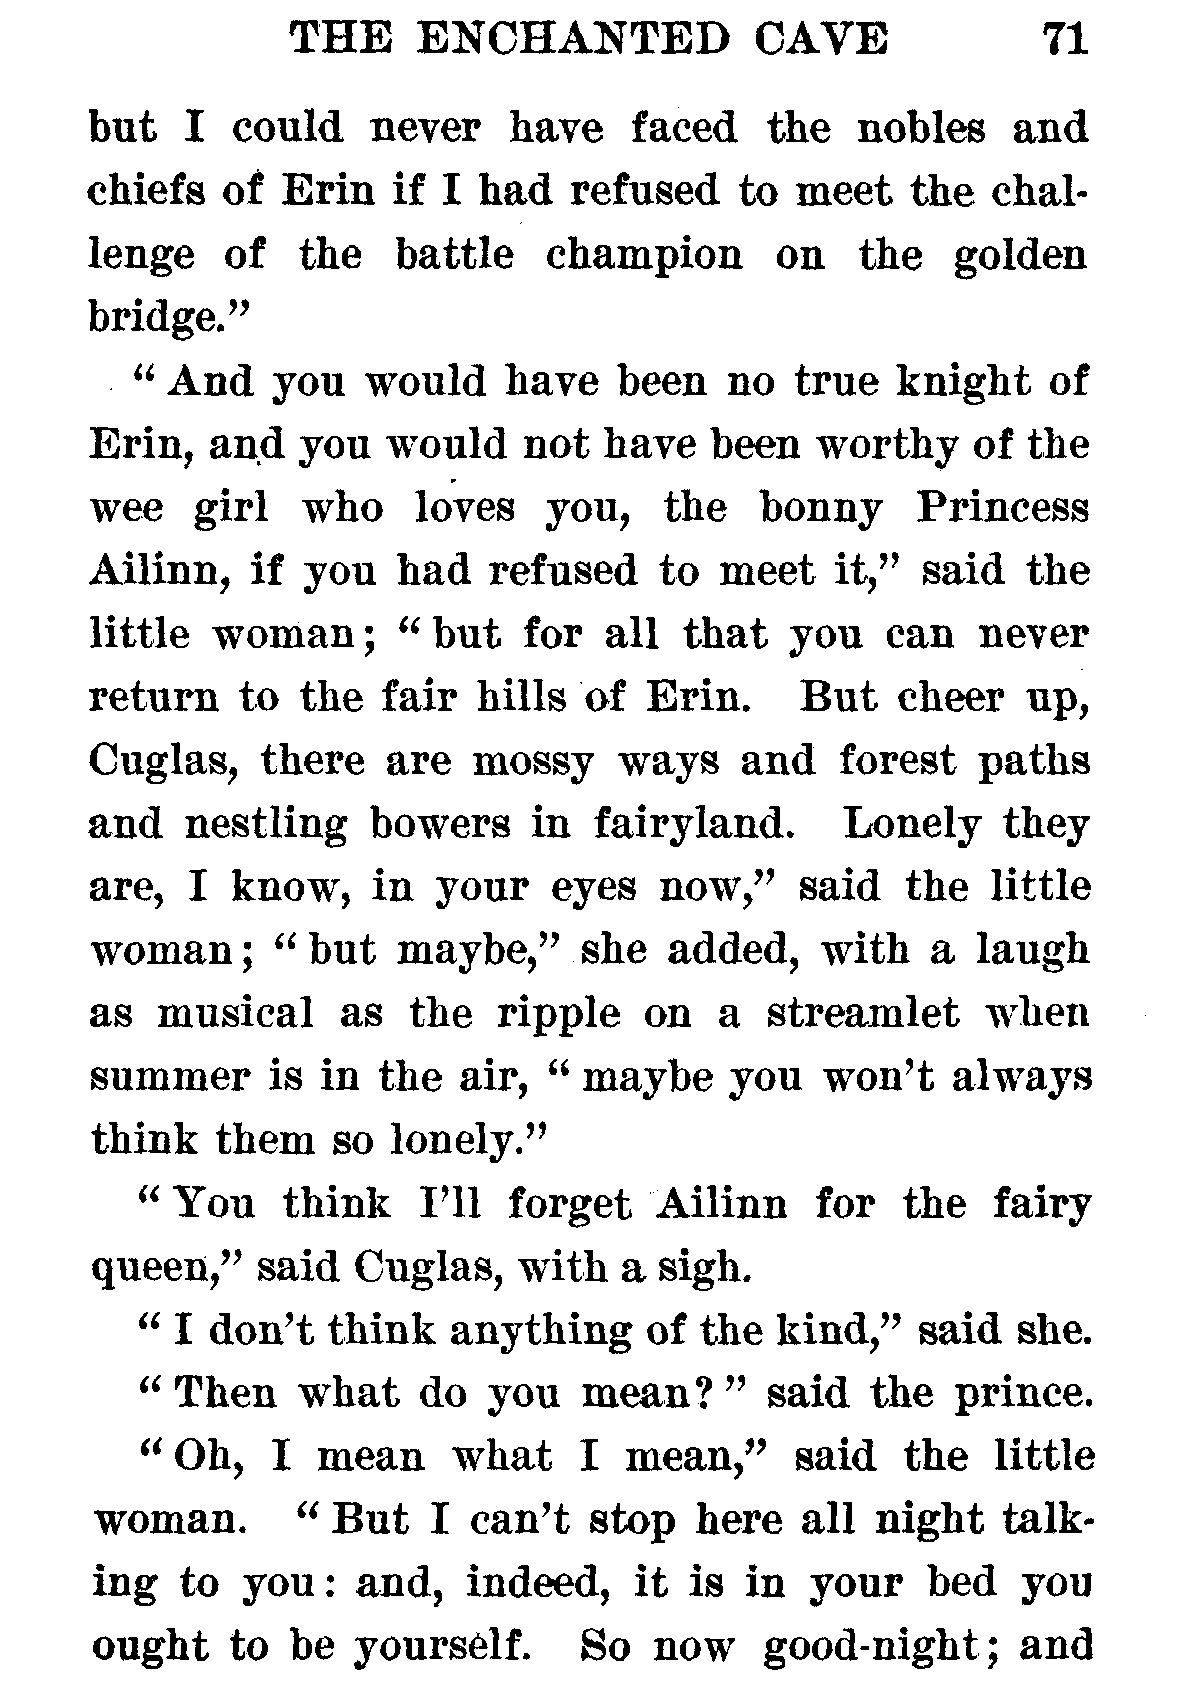 THE ENCHANTED CAVE 71
but I could never have faced the nobles and
chiefs of Erin if I had refused to meet the chal-
lenge of the battle champion on the golden
bridge.”
“ And you would have been no true knight of
Erin, and you would not have been worthy of the
wee girl who loves you, the bonny Princess
Ailinn, if you had refused to meet it,” said the
little woman ; “ but for all that you can never
return to the fair hills of Erin. But cheer up,
Cuglas, there are mossy ways and forest paths
and nestling bowers in fairyland. Lonely they
are, I know, in your eyes now,” said the little
woman ; “ but maybe,” she added, with a laugh
as musical as the ripple on a streamlet when
summer is in the air, “ maybe you won’t always
think them so lonely.”
“ You think I’ll forget Ailinn for the fairy
queen,” said Cuglas, with a sigh.
“ I don’t think anything of the kind,” said she.
“ Then what do you mean? ” said the prince.
“ Oh, I mean what I mean,” said the little
woman. “ But I can’t stop here all night talk-
ing to you : and, indeed, it is in your bed you
ought to be yourself. So now good-night ; and